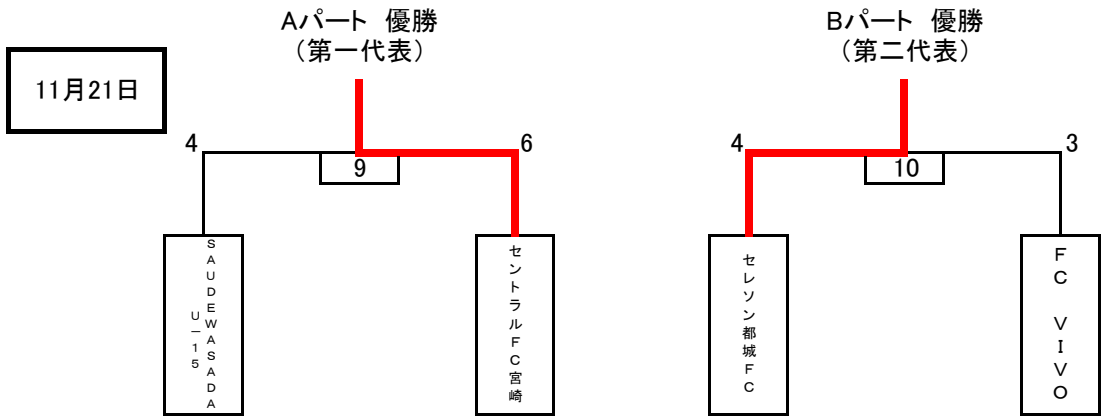 Aパート 優勝
(第一代表)
Bパート 優勝
(第二代表)
11月21日
4
6
9
4
3
10
SAUDEWASADA
U-15
セントラルFC宮崎
セレソン都城FC
FC VIVO